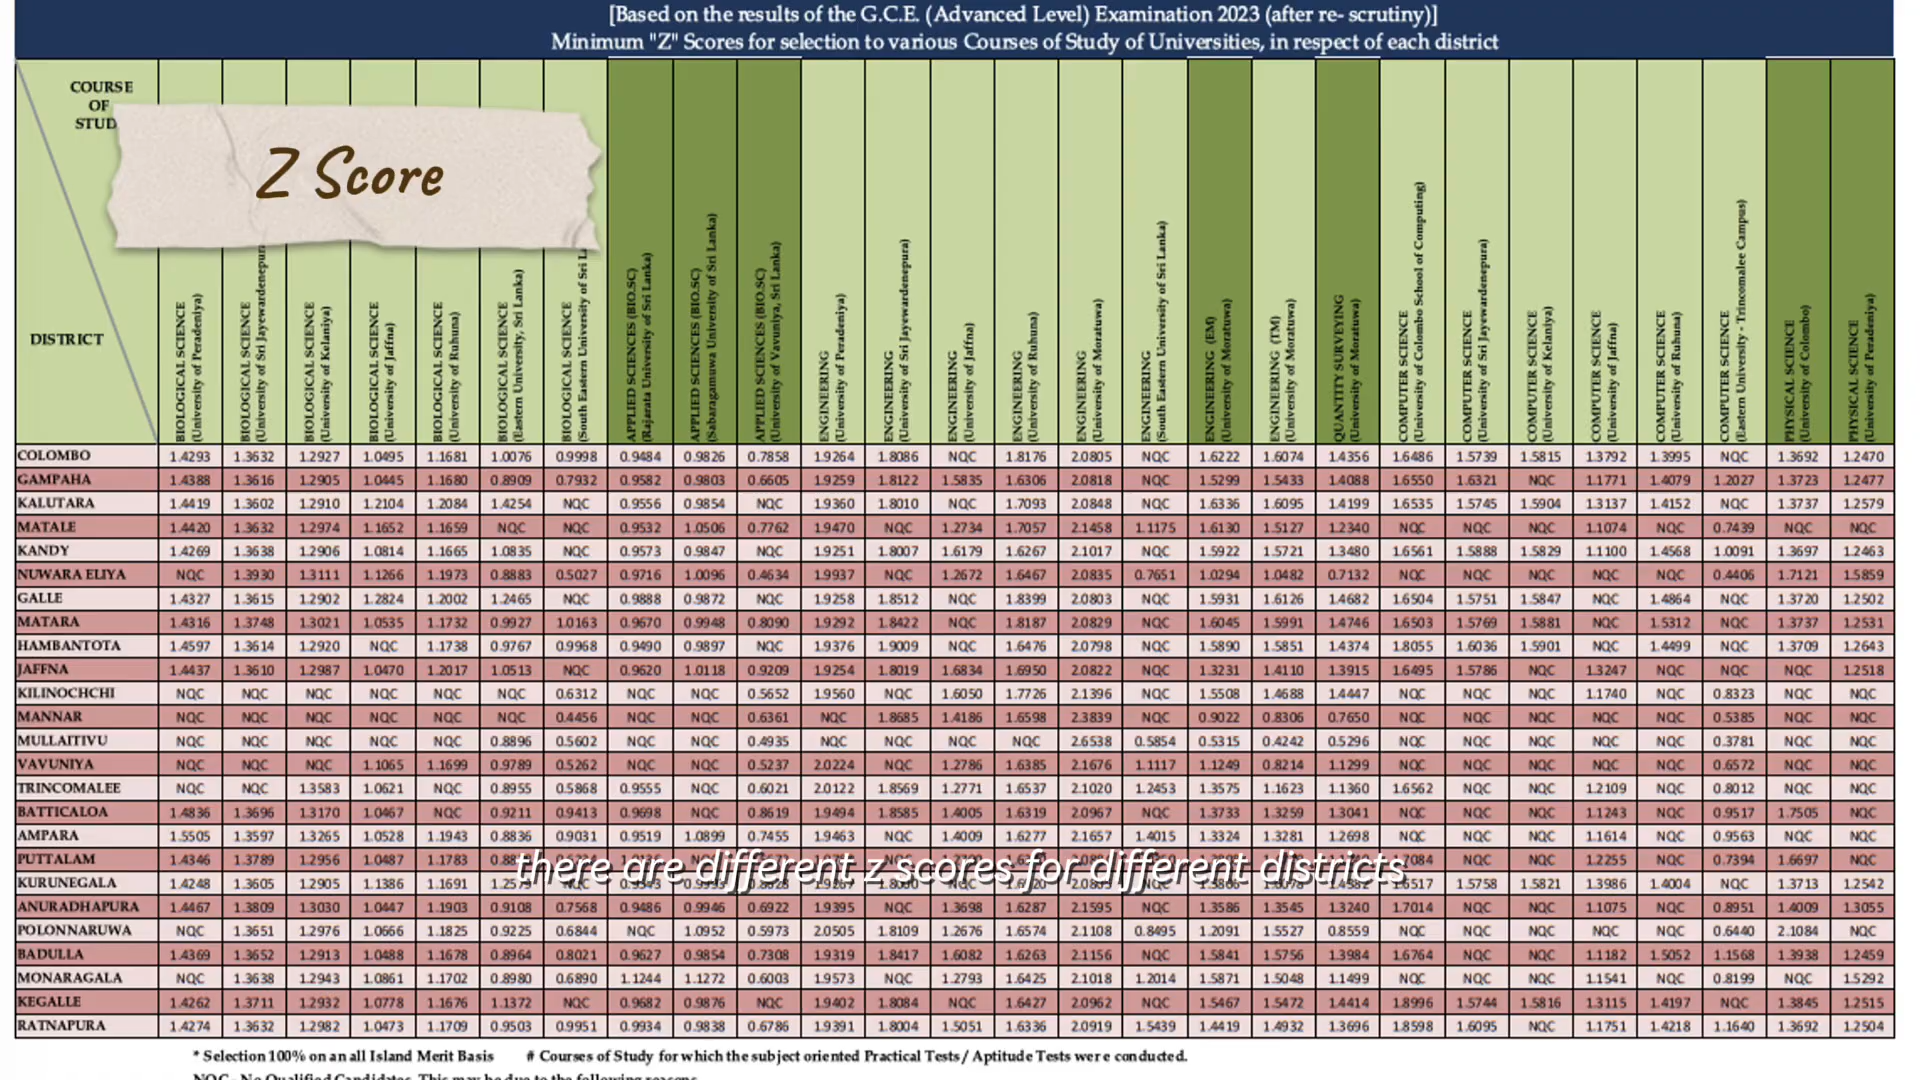 [Based on the results of the G.C.E. (Advanced Level) Examination 2023 (after re- scrutiny)]
Minimum "Z" Scores for selection to various Courses of Study of Universities, in respect of each district
COURSE
OF
STUD
Z Score
DISTRICT
BIOLOGICAL SCIENCE
(University of Peradeniya)
BIOLOGICAL SCIENCE
(University of Sri Jayewardenepura
BIOLOGICAL SCIENCE
(University of Kelaniya)
BIOLOGICAL SCIENCE
(University of Jaffna)
BIOLOGICAL SCIENCE
(University of Ruhuna)
BIOLOGICAL SCIENCE
(Eastern University, Sri Lanka)
BIOLOGICAL SCIENCE
(South Eastern University of Sri L
APPLIED SCIENCES (BIO.SC)
(Rajarata University of Sri Lanka)
APPLIED SCIENCES (BIO.SC)
(Sabaragamuwa University of Sri Lanka)
APPLIED SCIENCES (BIO.SC)
(University of Vavuniya, Sri Lanka)
ENGINEERING
(University of Peradeniya)
ENGINEERING
(University of Sri Jayewardenepura)
ENGINEERING
(University of Jaffna)
ENGINEERING
(University of Ruhuna)
ENGINEERING
(University of Moratuwa)
ENGINEERING
(South Eastern University of Sri Lanka)
ENGINEERING (EM)
(University of Moratuwa)
ENGINEERING (TM)
(University of Moratuwa)
QUANTITY SURVEYING
(University of Moratuwa)
COMPUTER SCIENCE
(University of Colombo School of Computing)
COMPUTER SCIENCE
(University of Sri Jayewardenepura)
COMPUTER SCIENCE
(University of Kelaniya)
COMPUTER SCIENCE
(University of Jaffna)
COMPUTER SCIENCE
(University of Ruhuna)
COMPUTER SCIENCE
(Eastern University - Trincomalee Campus)
PHYSICAL SCIENCE
(University of Colombo)
PHYSICAL SCIENCE
(University of Peradeniya)
COLOMBO 1.4293 1.3632 1.2927 1.0495 1.1681 1.0076 0.9998 0.9484 0.9826 0.7858 1.9264 1.8086 NQC 1.8176 2.0805 NQC 1.6222 1.6074 1.4356 1.6486 1.5739 1.5815 1.3792 1.3995 NQC 1.3692 1.2470
GAMPAHA 1.4388 1.3616 1.2905 1.0445 1.1680 0.8909 0.7932 0.9582 0.9803 0.6605 1.9259 1.8122 1.5835 1.6306 2.0818 NQC 1.5299 1.5433 1.4088 1.6550 1.6321 NQC 1.1771 1.4079 1.2027 1.3723 1.2477
KALUTARA 1.4419 1.3602 1.2910 1.2104 1.2084 1.4254 NQC 0.9556 0.9854 NQC 1.9360 1.8010 NQC 1.7093 2.0848 NQC 1.6336 1.6095 1.4199 1.6535 1.5745 1.5904 1.3137 1.4152 NQC 1.3737 1.2579
MATALE 1.4420 1.3632 1.2974 1.1652 1.1659 NQC NQC 0.9532 1.0506 0.7762 1.9470 NQC 1.2734 1.7057 2.1458 1.1175 1.6130 1.5127 1.2340 NQC NQC NQC 1.1074 NQC 0.7439 NQC NQC
KANDY 1.4269 1.3638 1.2906 1.0814 1.1665 1.0835 NQC 0.9573 0.9847 NQC 1.9251 1.8007 1.6179 1.6267 2.1017 NQC 1.5922 1.5721 1.3480 1.6561 1.5888 1.5829 1.1100 1.4568 1.0091 1.3697 1.2463
NUWARA ELIYA NQC 1.3930 1.3111 1.1266 1.1973 0.8883 0.5027 0.9716 1.0096 0.4634 1.9937 NQC 1.2672 1.6467 2.0835 0.7651 1.0294 1.0482 0.7132 NQC NQC NQC NQC NQC 0.4406 1.7121 1.5859
GALLE 1.4327 1.3615 1.2902 1.2824 1.2002 1.2465 NQC 0.9888 0.9872 NQC 1.9258 1.8512 NQC 1.8399 2.0803 NQC 1.5931 1.6126 1.4682 1.6504 1.5751 1.5847 NQC 1.4864 NQC 1.3720 1.2502
MATARA 1.4316 1.3748 1.3021 1.0535 1.1732 0.9927 1.0163 0.9670 0.9948 0.8090 1.9292 1.8422 NQC 1.8187 2.0829 NQC 1.6045 1.5991 1.4746 1.6503 1.5769 1.5881 NQC 1.5312 NQC 1.3737 1.2531
HAMBANTOTA 1.4597 1.3614 1.2920 NQC 1.1738 0.9767 0.9968 0.9490 0.9897 NQC 1.9376 1.9009 NQC 1.6476 2.0798 NQC 1.5890 1.5851 1.4374 1.8055 1.6036 1.5901 NQC 1.4499 NQC 1.3709 1.2643
JAFFNA 1.4437 1.3610 1.2987 1.0470 1.2017 1.0513 NQC 0.9620 1.0118 0.9209 1.9254 1.8019 1.6834 1.6950 2.0822 NQC 1.3231 1.4110 1.3915 1.6495 1.5786 NQC 1.3247 NQC NQC NQC 1.2518
KILINOCHCHI NQC NQC NQC NQC NQC NQC 0.6312 NQC NQC 0.5652 1.9560 NQC 1.6050 1.7726 2.1396 NQC 1.5508 1.4688 1.4447 NQC NQC NQC 1.1740 NQC 0.8323 NQC NQC
MANNAR NQC NQC NQC NQC NQC NQC 0.4456 NQC NQC 0.6361 NQC 1.8685 1.4186 1.6598 2.3839 NQC 0.9022 0.8306 0.7650 NQC NQC NQC NQC NQC 0.5385 NQC NQC
MULLAITIVU NQC NQC NQC NQC NQC 0.8896 0.5602 NQC NQC 0.4935 NQC NQC NQC NQC 2.6538 0.5854 0.5315 0.4242 0.5296 NQC NQC NQC NQC NQC 0.3781 NQC NQC
VAVUNIYA NQC NQC NQC 1.1065 1.1699 0.9789 0.5262 NQC NQC 0.5237 2.0224 NQC 1.2786 1.6385 2.1676 1.1117 1.1249 0.8214 1.1299 NQC NQC NQC NQC NQC 0.6572 NQC NQC
TRINCOMALEE NQC NQC 1.3583 1.0621 NQC 0.8955 0.5868 0.9555 NQC 0.6021 2.0122 1.8569 1.2771 1.6537 2.1020 1.2453 1.3575 1.1623 1.1360 1.6562 NQC NQC 1.2109 NQC 0.8012 NQC NQC
BATTICALOA 1.4836 1.3696 1.3170 1.0467 NQC 0.9211 0.9413 0.9698 NQC 0.8619 1.9494 1.8585 1.4005 1.6319 2.0967 NQC 1.3733 1.3259 1.3041 NQC NQC NQC 1.1243 NQC 0.9517 1.7505 NQC
AMPARA 1.5505 1.3597 1.3265 1.0528 1.1943 0.8836 0.9031 0.9519 1.0899 0.7455 1.9463 NQC 1.4009 1.6277 2.1657 1.4015 1.3324 1.3281 1.2698 NQC NQC NQC 1.1614 NQC 0.9563 NQC NQC
PUTTALAM 1.4346 1.3789 1.2956 1.0487 1.1783 NQC NQC 1.2255 NQC 0.7394 1.6697 NQC
there are different z scores for different districts
KURUNEGALA 1.4248 1.3605 1.2905 1.1386 1.1691 1.5758 1.5821 1.3986 1.4004 NQC 1.3713 1.2542
ANURADHAPURA 1.4467 1.3809 1.3030 1.0447 1.1903 0.9108 0.7568 0.9486 0.9946 0.6922 1.9395 NQC 1.3698 1.6287 2.1595 NQC 1.3586 1.3545 1.3240 1.7014 NQC NQC 1.1075 NQC 0.8951 1.4009 1.3055
POLONNARUWA NQC 1.3651 1.2976 1.0666 1.1825 0.9225 0.6844 NQC 1.0952 0.5973 2.0505 1.8109 1.2676 1.6574 2.1108 0.8495 1.2091 1.5527 0.8559 NQC NQC NQC NQC NQC 0.6440 2.1084 NQC
BADULLA 1.4369 1.3652 1.2913 1.0488 1.1678 0.8964 0.8021 0.9627 0.9854 0.7308 1.9319 1.8417 1.6082 1.6263 2.1156 NQC 1.5841 1.5756 1.3984 1.6764 NQC NQC 1.1182 1.5052 1.1568 1.3938 1.2459
MONARAGALA NQC 1.3638 1.2943 1.0861 1.1702 0.8980 0.6890 1.1244 1.1272 0.6003 1.9573 NQC 1.2793 1.6425 2.1018 1.2014 1.5871 1.5048 1.1499 NQC NQC NQC 1.1541 NQC 0.8199 NQC 1.5292
KEGALLE 1.4262 1.3711 1.2932 1.0778 1.1676 1.1372 NQC 0.9682 0.9876 NQC 1.9402 1.8084 NQC 1.6427 2.0962 NQC 1.5467 1.5472 1.4414 1.8996 1.5744 1.5816 1.3115 1.4197 NQC 1.3845 1.2515
RATNAPURA 1.4274 1.3632 1.2982 1.0473 1.1709 0.9503 0.9951 0.9934 0.9838 0.6786 1.9391 1.8004 1.5051 1.6336 2.0919 1.5439 1.4419 1.4932 1.3696 1.8598 1.6095 NQC 1.1751 1.4218 1.1640 1.3692 1.2504
* Selection 100% on an all Island Merit Basis # Courses of Study for which the subject oriented Practical Tests/ Aptitude Tests were conducted.
NQC - No Qualified Candidates. This may be due to the following reasons